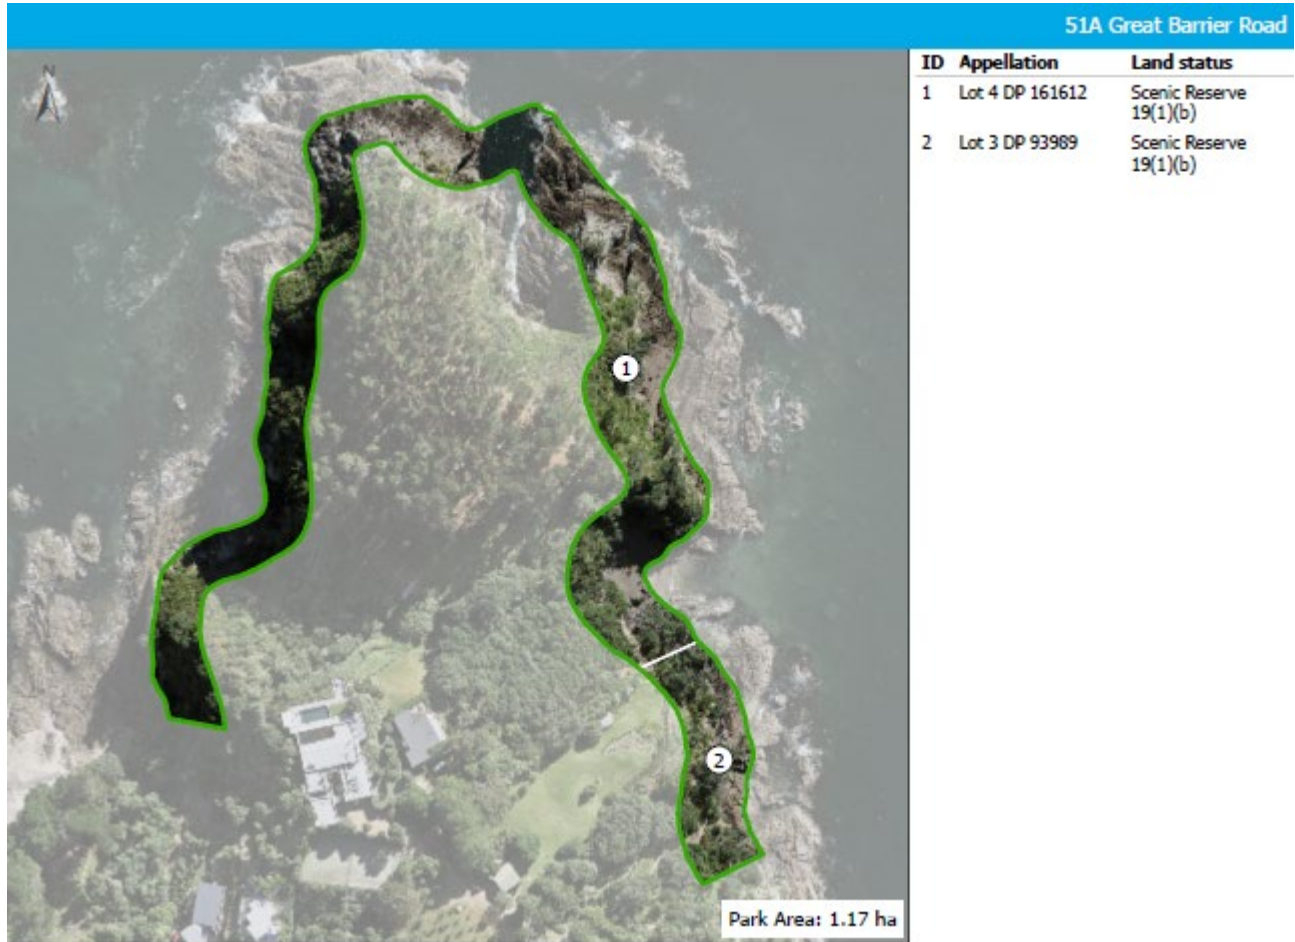 51A Great Barrier Road
N
ID Appellation Land status
1 Lot 4 DP 161612 Scenic Reserve
19(1)(b)
2 Lot 3 DP 93989 Scenic Reserve
19(1)(b)
1
2
Park Area: 1.17 ha